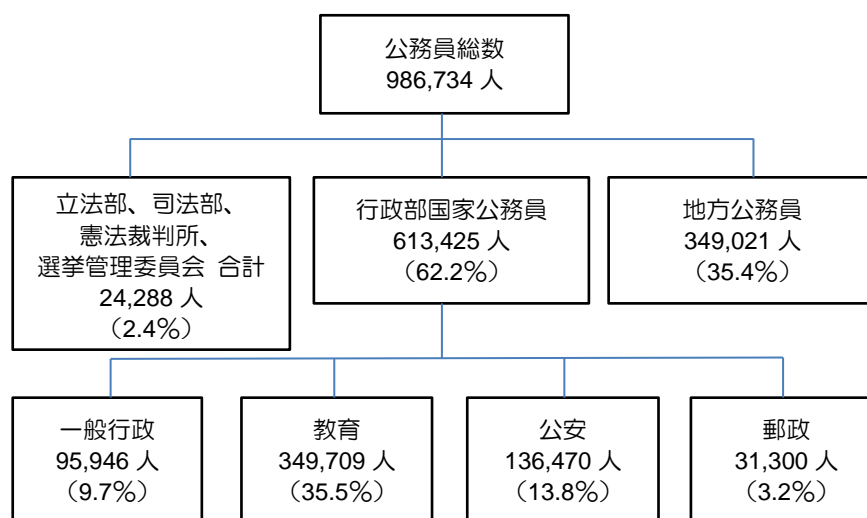 公務員総数
986,734 人
立法部、司法部、
憲法裁判所、
選挙管理委員会 合計
24,288 人
（2.4％）
行政部国家公務員
613,425 人
（62.2％）
地方公務員
349,021 人
（35.4％）
一般行政
95,946 人
（9.7％）
教育
349,709 人
（35.5％）
公安
136,470 人
（13.8％）
郵政
31,300 人
（3.2％）